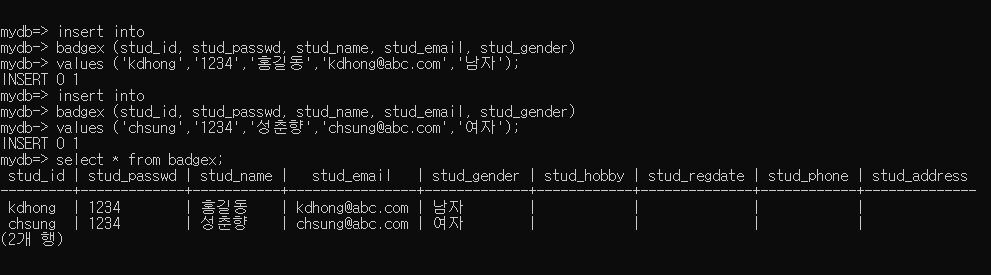 mydb=> insert into
mydb-> badgex (stud_id, stud_passwd, stud_name, stud_email, stud_gender)
mydb-> values ('kdhong','1234','홍길동','kdhong@abc.com','남자');
INSERT 0 1
mydb=> insert into
mydb-> badgex (stud_id, stud_passwd, stud_name, stud_email, stud_gender)
mydb-> values ('chsung','1234','성춘향','chsung@abc.com','여자');
INSERT 0 1
mydb=> select * from badgex;
 stud_id | stud_passwd | stud_name |   stud_email   | stud_gender | stud_hobby | stud_regdate | stud_phone | stud_address
---------+-------------+-----------+----------------+-------------+------------+--------------+------------+--------------
 kdhong  | 1234        | 홍길동    | kdhong@abc.com | 남자        |            |              |            |
 chsung  | 1234        | 성춘향    | chsung@abc.com | 여자        |            |              |            |
(2개 행)